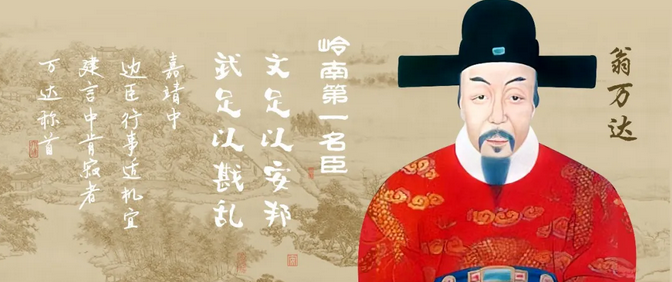 翁万达
岭南第一名臣
文足以安邦
武足以戡乱
嘉靖中
边臣行事适机宜
建言中肯窾者
万达称首